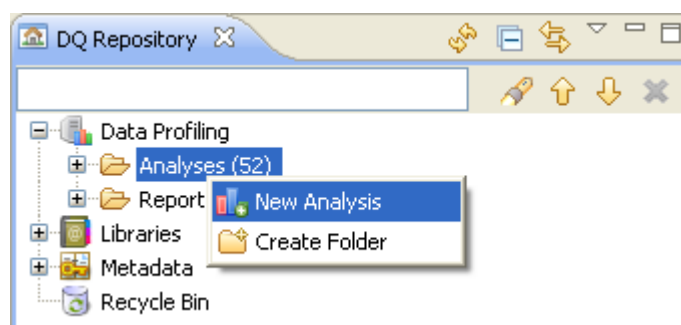 DQ Repository
Data Profiling
Analyses (52)
Report
New Analysis
Libraries
Create Folder
Metadata
Recycle Bin